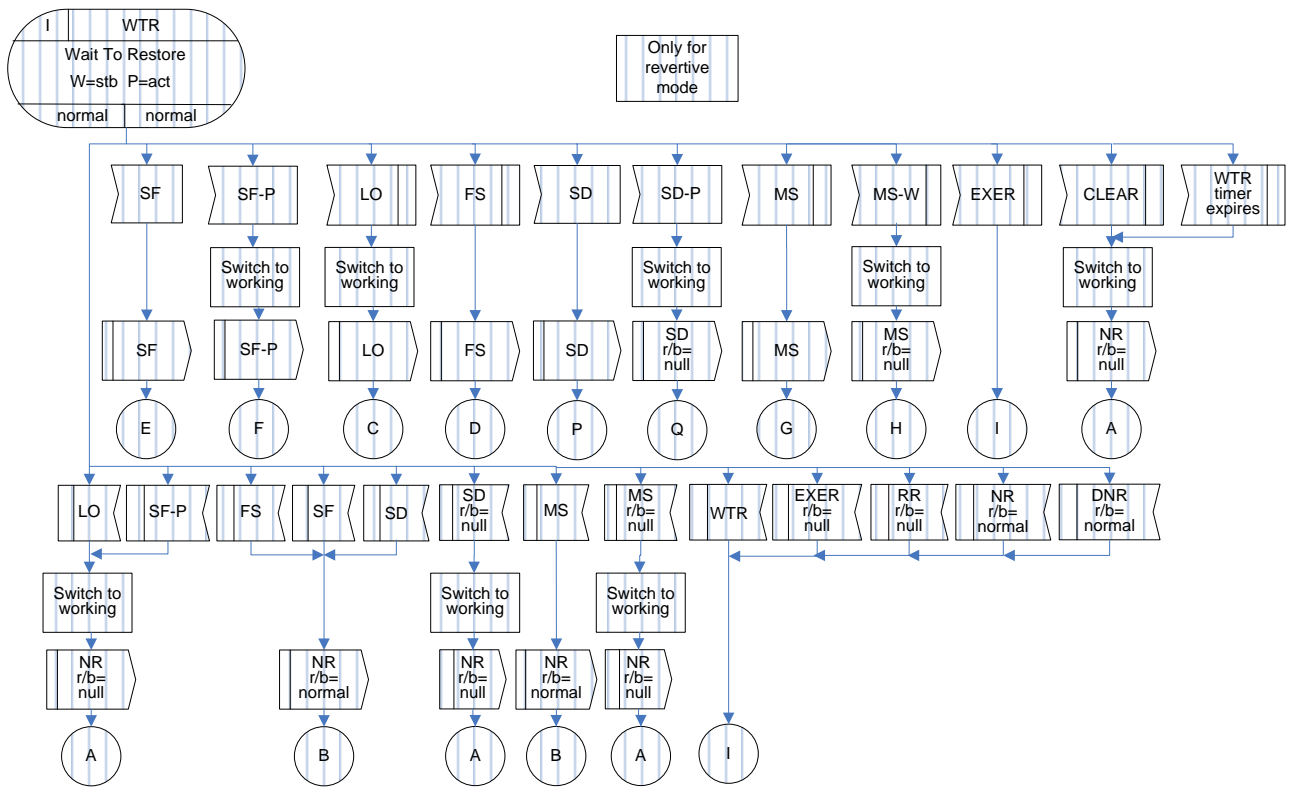 I WTR
Wait To Restore
W=stb P=act
normal normal
Only for
revertive
mode
SF
SF-P
LO
FS
SD
SD-P
MS
MS-W
EXER
CLEAR
WTR
timer
expires
Switch to
working
Switch to
working
Switch to
working
Switch to
working
Switch to
working
SF
SF-P
LO
FS
SD
SD
r/b=
null
MS
MS
r/b=
null
NR
r/b=
null
E
F
C
D
P
Q
G
H
I
A
LO
SF-P
FS
SF
SD
SD
r/b=
null
MS
MS
r/b=
null
WTR
EXER
r/b=
null
RR
r/b=
null
NR
r/b=
normal
DNR
r/b=
normal
Switch to
working
Switch to
working
Switch to
working
NR
r/b=
null
NR
r/b=
normal
NR
r/b=
null
NR
r/b=
normal
NR
r/b=
null
A
B
A
B
A
I